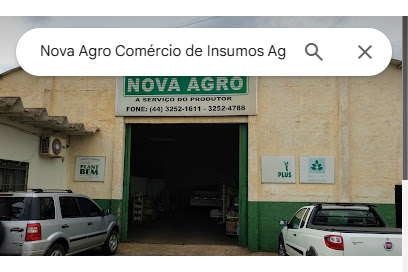 Nova Agro Comércio de Insumos Ag
NOVA AGRO
A SERVIÇO DO PRODUTOR
FONE: (44) 3252-1611 - 3252-4788
PLANT
BEM
PLUS